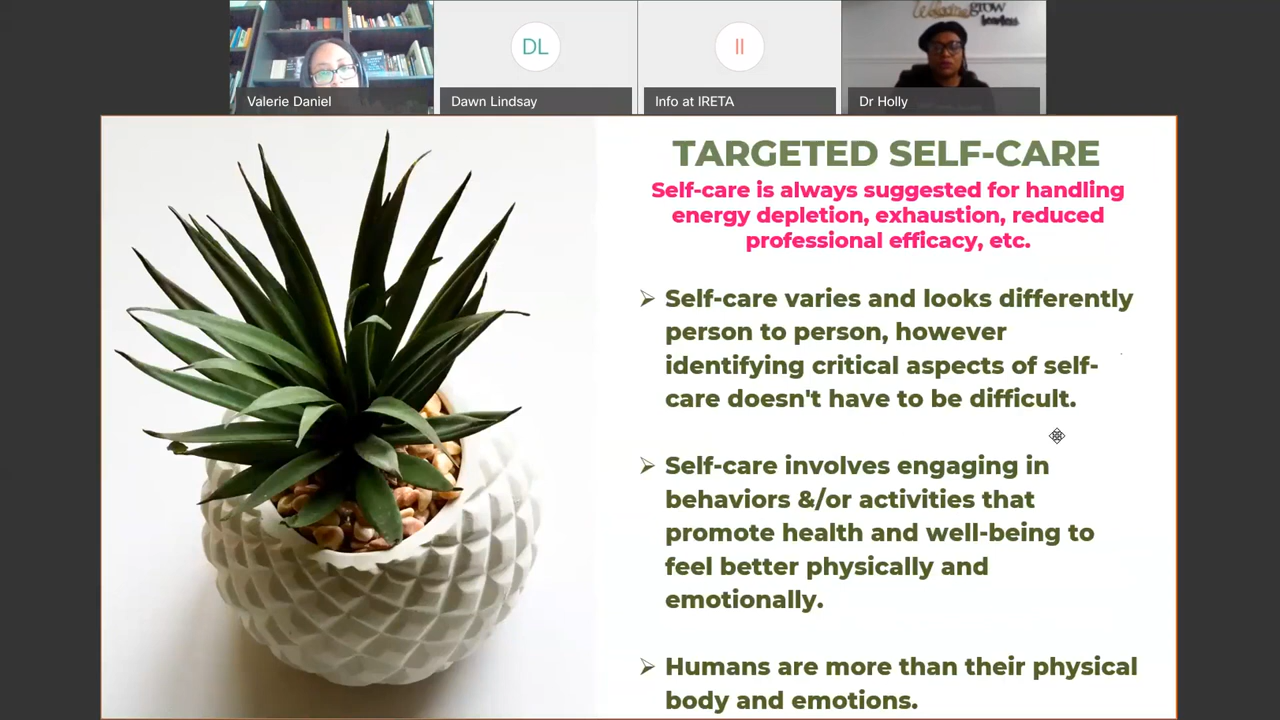 Welcome grow
fearless
DL
II
Valerie Daniel
Dawn Lindsay
Info at IRETA
Dr Holly
TARGETED SELF-CARE
Self-care is always suggested for handling
energy depletion, exhaustion, reduced
professional efficacy, etc.
➢ Self-care varies and looks differently
person to person, however
identifying critical aspects of self-
care doesn't have to be difficult.
➢ Self-care involves engaging in
behaviors &/or activities that
promote health and well-being to
feel better physically and
emotionally.
➢ Humans are more than their physical
body and emotions.